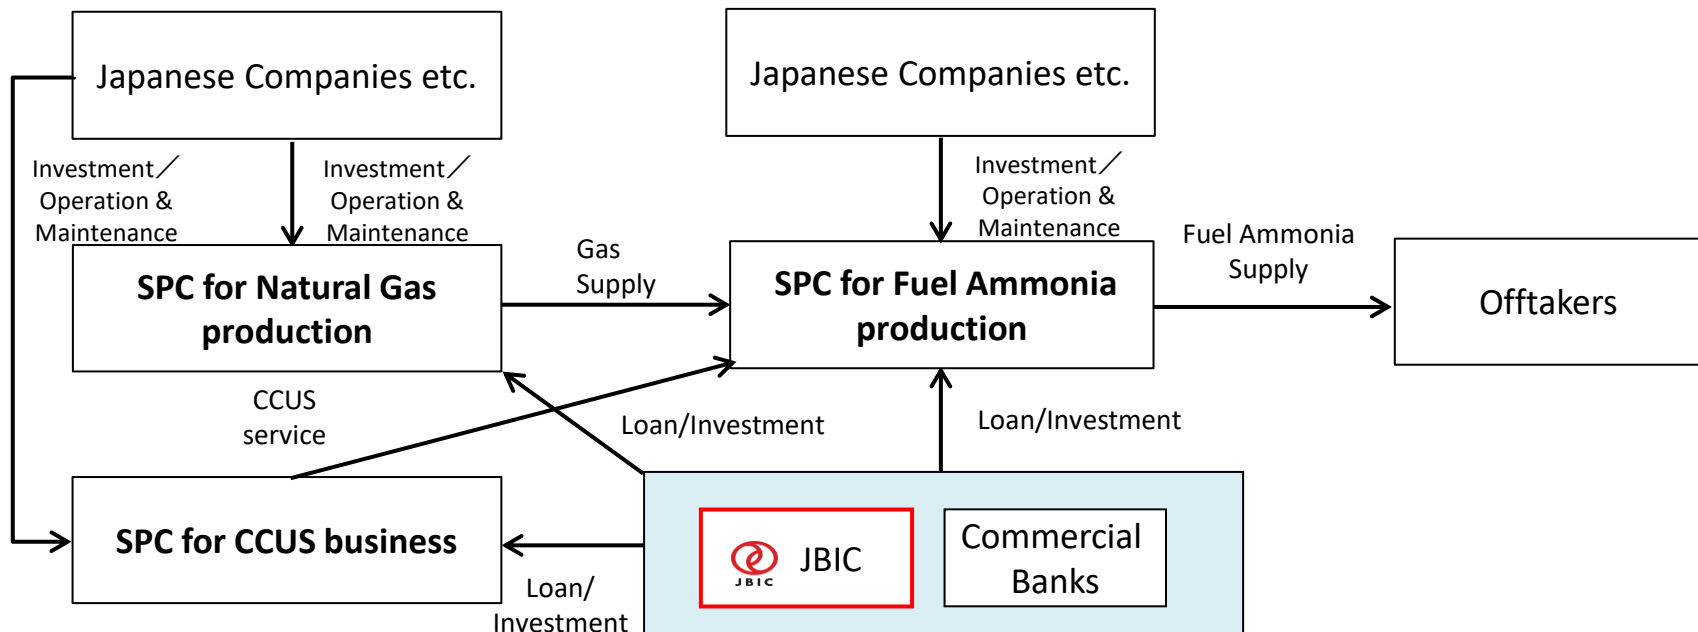 Japanese Companies etc.
Japanese Companies etc.
Investment／
Operation &
Maintenance
Investment／
Operation &
Maintenance
Investment／
Operation &
Maintenance
SPC for Natural Gas
production
Gas
Supply
SPC for Fuel Ammonia
production
Fuel Ammonia
Supply
Offtakers
CCUS
service
Loan/Investment
Loan/Investment
SPC for CCUS business
Loan/
Investment
JBIC
JBIC
Commercial
Banks